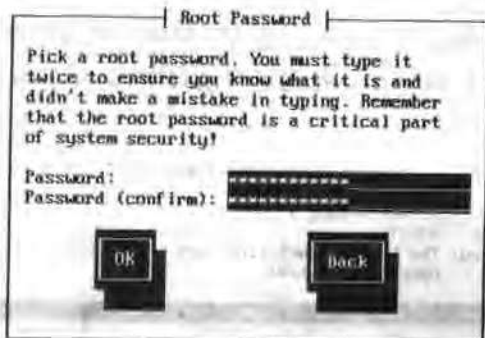 Root Password
Pick a root password. You must type it
twice to ensure you know what it is and
didn't make a mistake in typing. Remember
that the root password is a critical part
of system security!
Password:
Password (confirm):
OK
Back